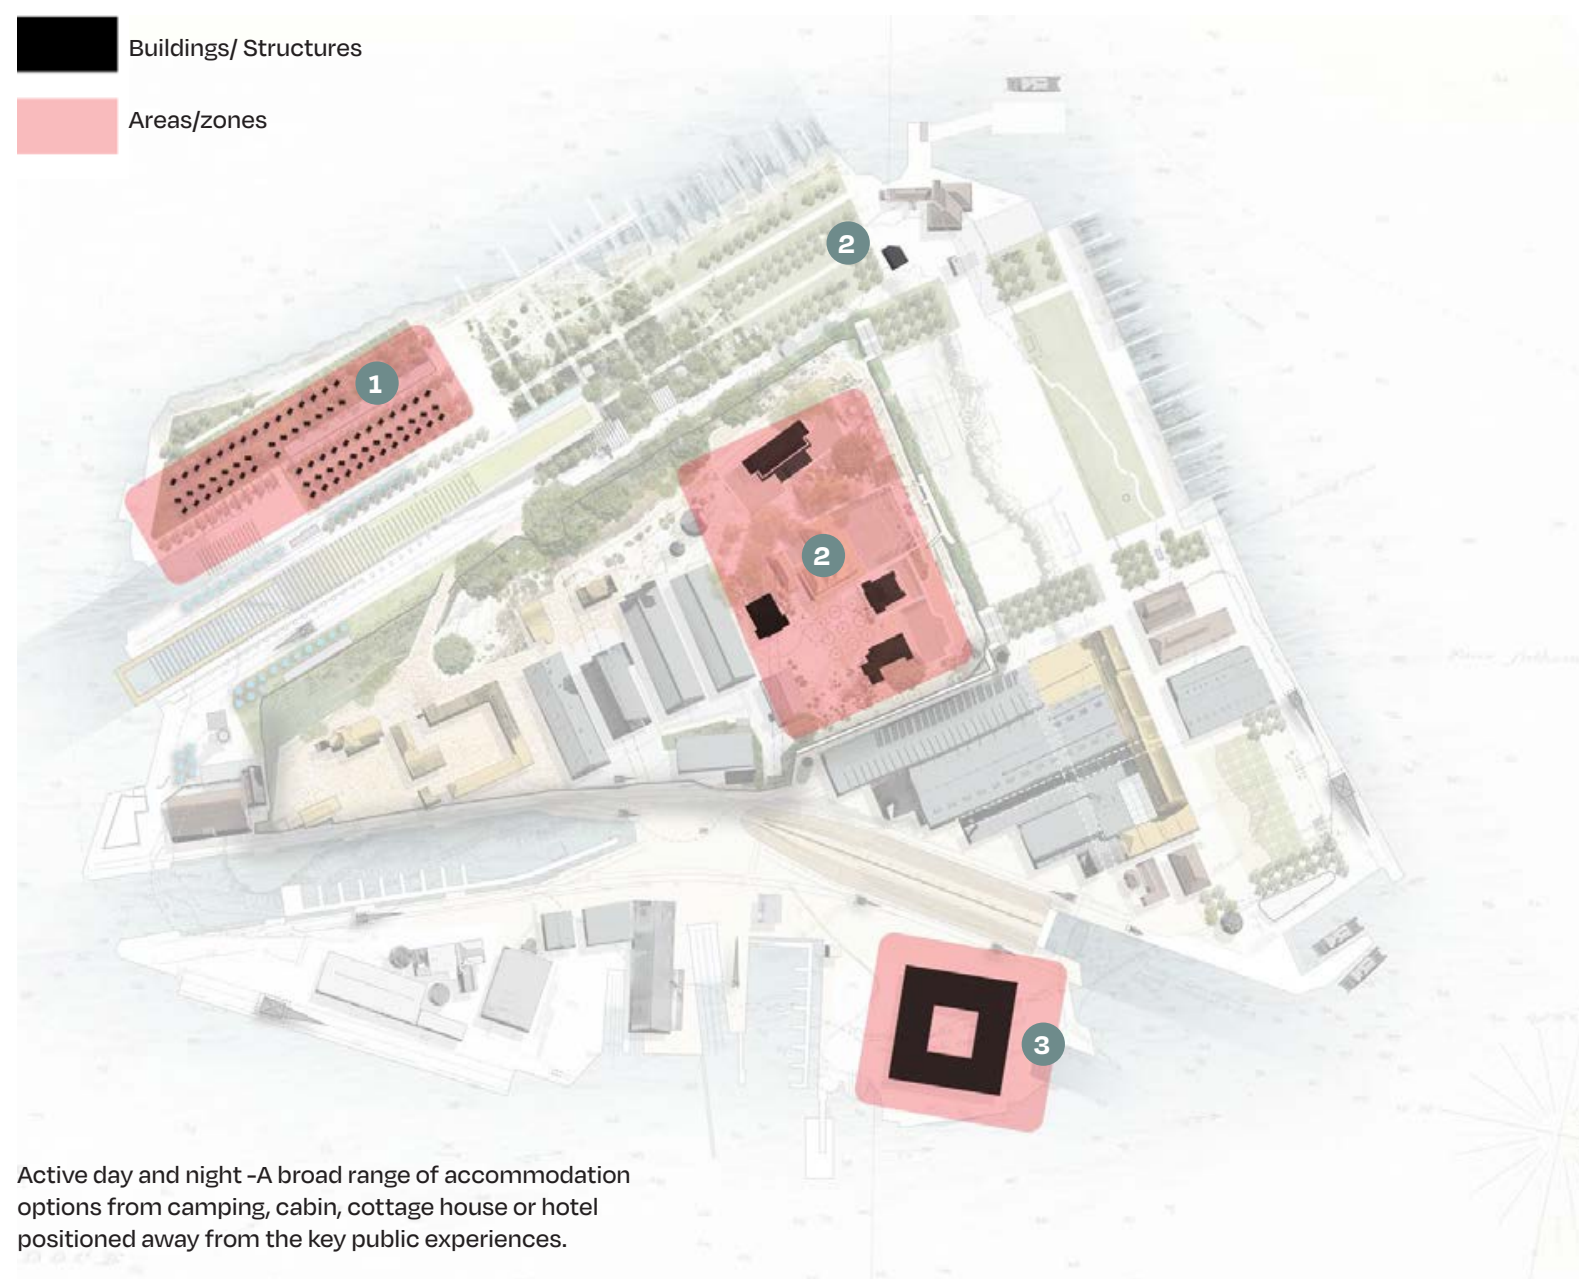 Buildings/ Structures
Areas/zones
2
1
2
3
Active day and night -A broad range of accommodation
options from camping, cabin, cottage house or hotel
positioned away from the key public experiences.